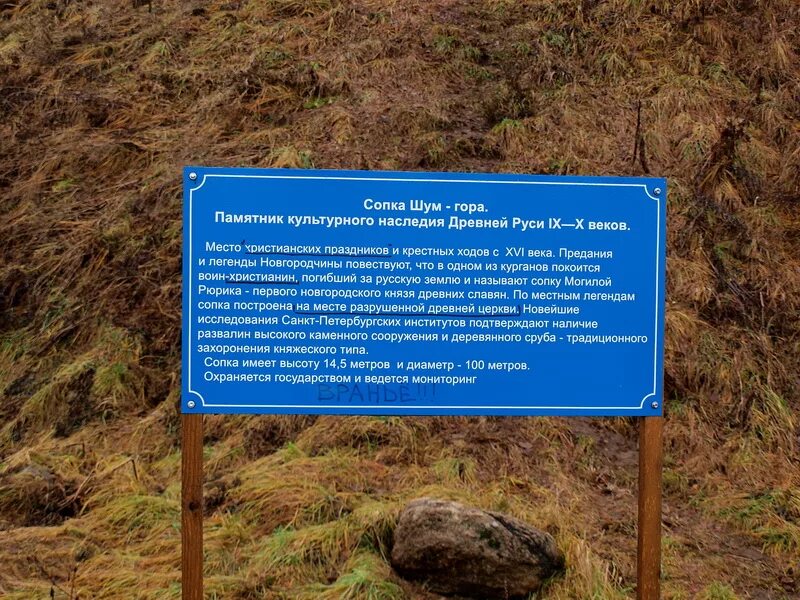 Сопка Шум - гора.
Памятник культурного наследия Древней Руси IX—X веков.
Место христианских праздников и крестных ходов с XVI века. Предания
и легенды Новгородчины повествуют, что в одном из курганов покоится
воин-христианин, погибший за русскую землю и называют сопку Могилой
Рюрика - первого новгородского князя древних славян. По местным легендам
сопка построена на месте разрушенной древней церкви. Новейшие
исследования Санкт-Петербургских институтов подтверждают наличие
развалин высокого каменного сооружения и деревянного сруба - традиционного
захоронения княжеского типа.
Сопка имеет высоту 14,5 метров и диаметр - 100 метров.
Охраняется государством и ведется мониторинг
ВРАНЬЕ!!!